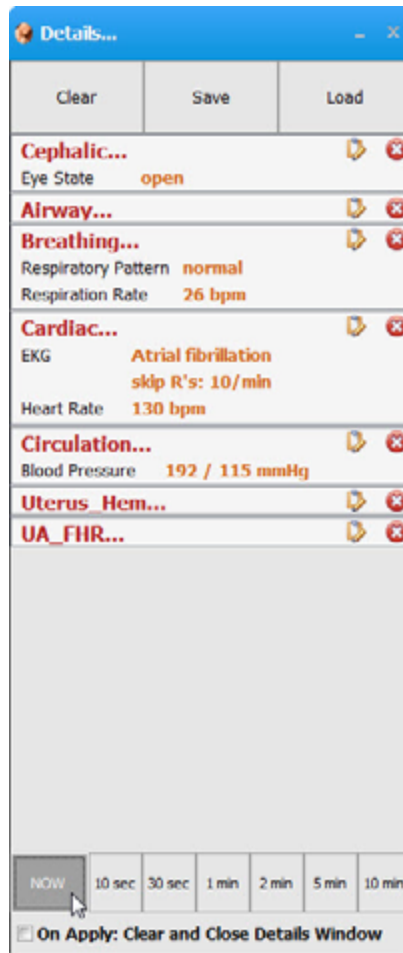 Details...
Clear Save Load
Cephalic...
Eye State open
Airway...
Breathing...
Respiratory Pattern normal
Respiration Rate 26 bpm
Cardiac...
EKG Atrial fibrillation
skip R's: 10/min
Heart Rate 130 bpm
Circulation...
Blood Pressure 192 / 115 mmHg
Uterus_Hem...
UA_FHR...
NOW 10 sec 30 sec 1 min 2 min 5 min 10 min
On Apply: Clear and Close Details Window